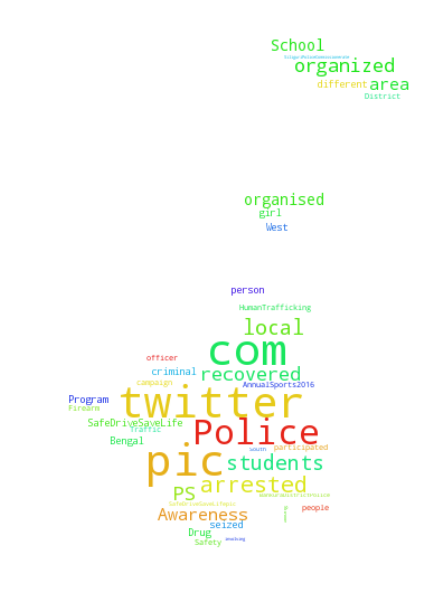 School
organized
different area
District
organised
girl
West
person
HumanTrafficking
local
com
officer
criminal recovered
campaign AnnualSports2016
twitter
Program
Firearm
SafeDriveSaveLife
Traffic
Police
Bengal
South participated
pic
students
arrested
PS
people
Awareness
seized
Drug
Safety